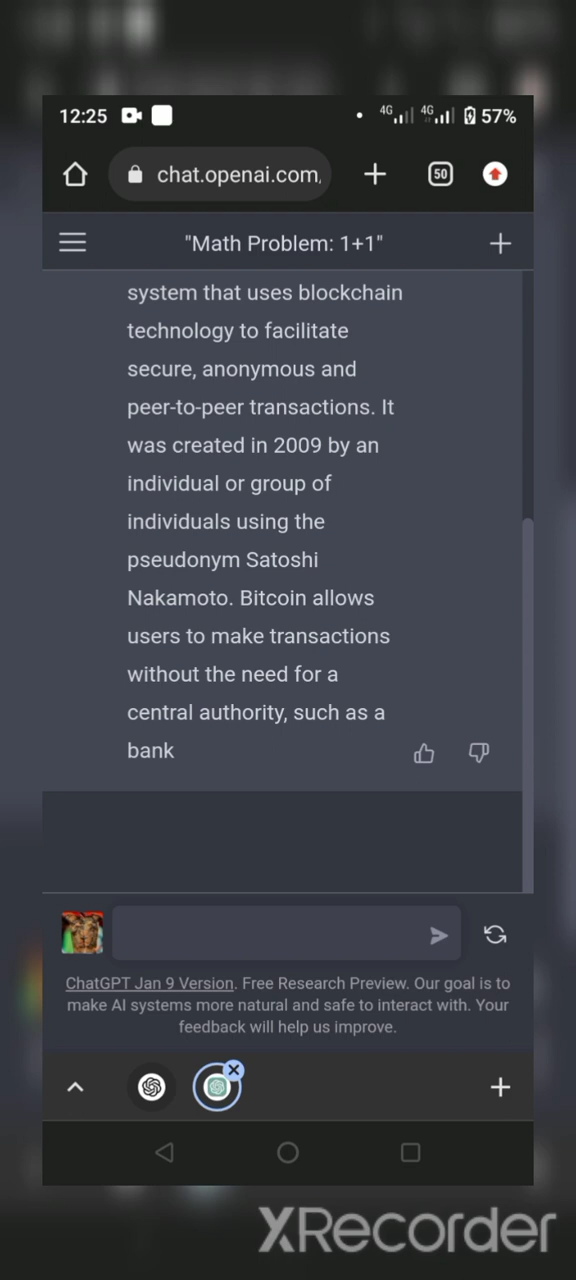 12:25
4G 4G 57%
chat.openai.com,
50
"Math Problem: 1+1"
system that uses blockchain
technology to facilitate
secure, anonymous and
peer-to-peer transactions. It
was created in 2009 by an
individual or group of
individuals using the
pseudonym Satoshi
Nakamoto. Bitcoin allows
users to make transactions
without the need for a
central authority, such as a
bank
ChatGPT Jan 9 Version. Free Research Preview. Our goal is to
make AI systems more natural and safe to interact with. Your
feedback will help us improve.
XRecorder